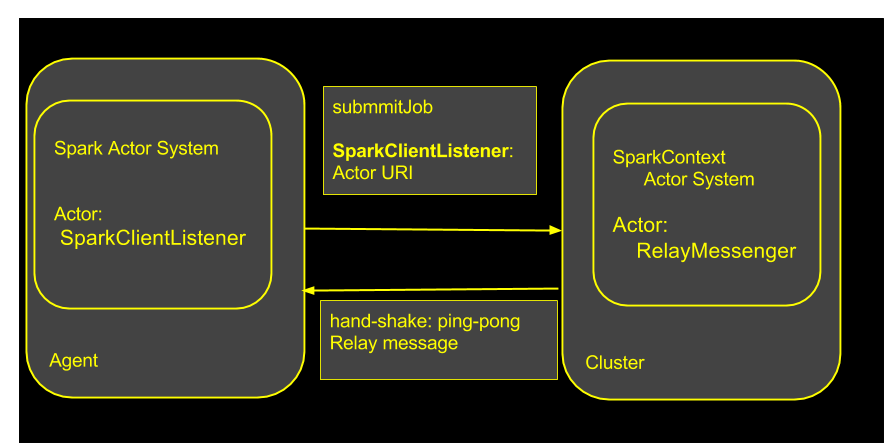 Spark Actor System
Actor:
SparkClientListener
Agent
submmitJob
SparkClientListener:
Actor URI
hand-shake: ping-pong
Relay message
SparkContext
Actor System
Actor:
RelayMessenger
Cluster